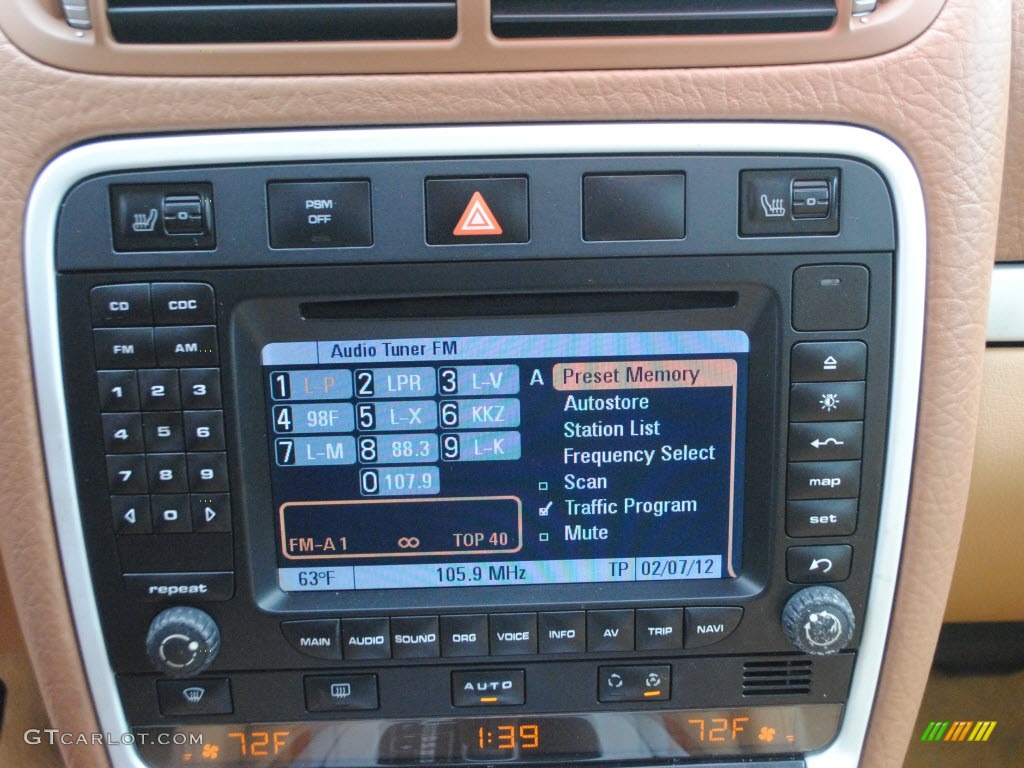 PSM
OFF
CD CDC
FM AM
1 2 3
4 5 6
7 8 9
0
repeat
Audio Tuner FM
1 L-P 2 LPR 3 L-V
4 98F 5 L-X 6 KKZ
7 L-M 8 88.3 9 L-K
0 107.9
A Preset Memory
Autostore
Station List
Frequency Select
Scan
Traffic Program
Mute
FM-A 1 ∞ TOP 40
63°F 105.9 MHz TP 02/07/12
map
set
MAIN AUDIO SOUND ORG VOICE INFO AV TRIP NAVI
AUTO
72F 1:39 72F
GTCARLOT.COM